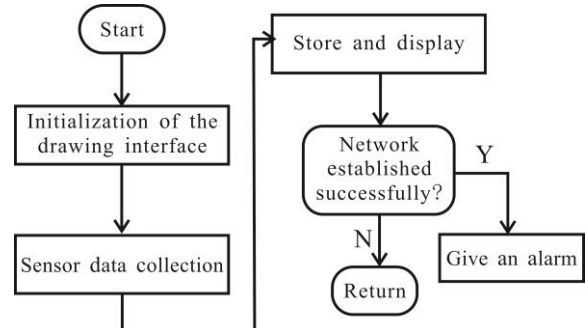 Start
Initialization of the
drawing interface
Sensor data collection
Store and display
Network
established
successfully?
Y
N
Give an alarm
Return